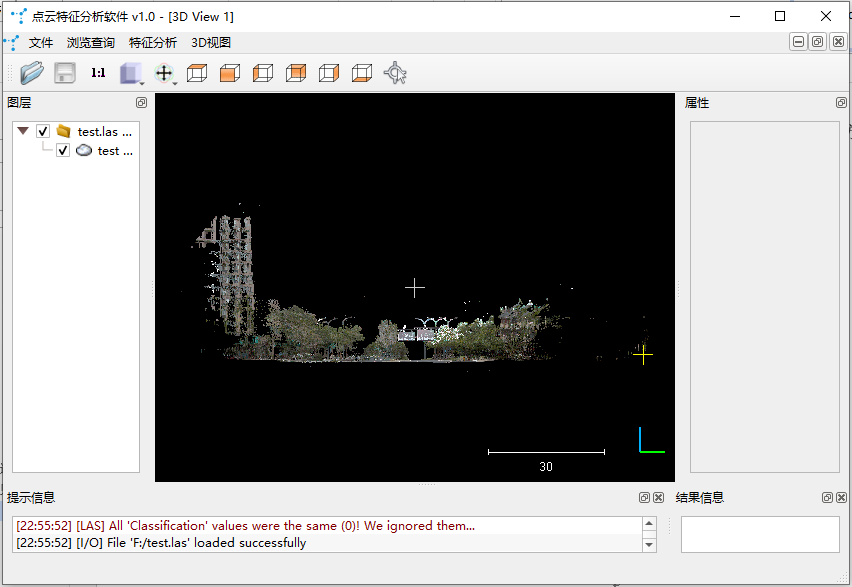 点云特征分析软件 v1.0 - [3D View 1]
文件 浏览查询 特征分析 3D视图
1:1
图层
属性
test.las ...
test ...
30
提示信息
结果信息
[22:55:52] [LAS] All 'Classification' values were the same (0)! We ignored them...
[22:55:52] [I/O] File 'F:/test.las' loaded successfully